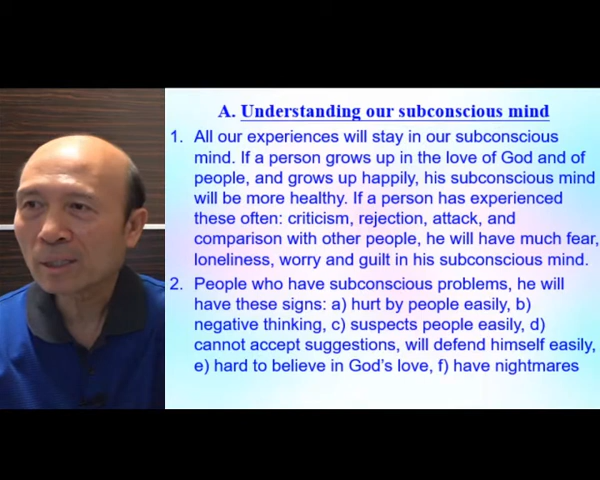 A. Understanding our subconscious mind
1. All our experiences will stay in our subconscious
mind. If a person grows up in the love of God and of
people, and grows up happily, his subconscious mind
will be more healthy. If a person has experienced
these often: criticism, rejection, attack, and
comparison with other people, he will have much fear,
loneliness, worry and guilt in his subconscious mind.
2. People who have subconscious problems, he will
have these signs: a) hurt by people easily, b)
negative thinking, c) suspects people easily, d)
cannot accept suggestions, will defend himself easily,
e) hard to believe in God's love, f) have nightmares